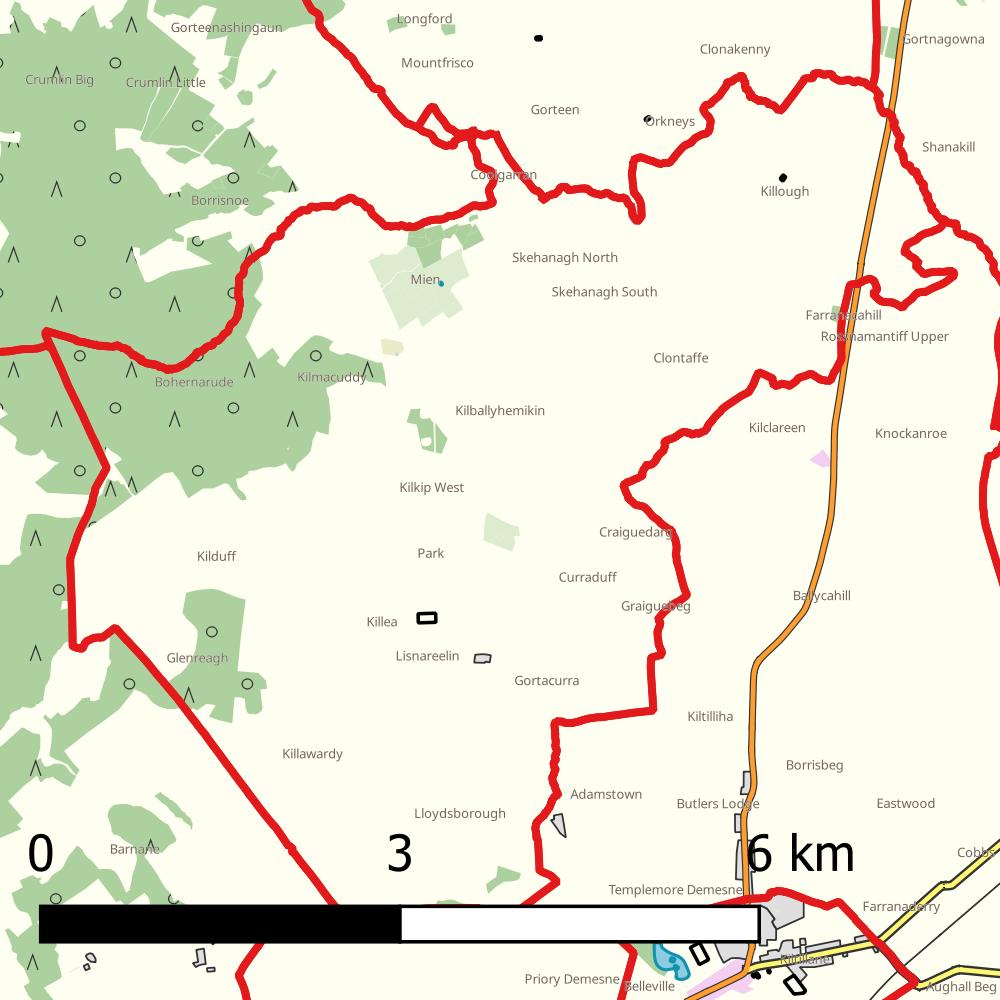 Longford
Gorteenashingaun
Gortnagowna
Clonakenny
Mountfrisco
Crumlin Big
Crumlin Little
Gorteen
Orkneys
Shanakill
Coolgarran
Killough
Borrisnoe
Skehanagh North
Mien
Skehanagh South
Farranacahill
Rossnamantiff Upper
Clontaffe
Kilmacuddy
Bohernarude
Kilballyhemikin
Kilclareen
Knockanroe
Kilkip West
Craiguedarg
Park
Kilduff
Curraduff
Ballycahill
Graiguebeg
Killea
Lisnareelin
Glenreagh
Gortacurra
Kiltilliha
Killawardy
Borrisbeg
Adamstown
Butlers Lodge
Eastwood
Lloydsborough
Barnane
0 3 6 km
Cobbs
Templemore Demesne
Farranaderry
Kiltillane
Priory Demesne
Belleville
Aughall Beg